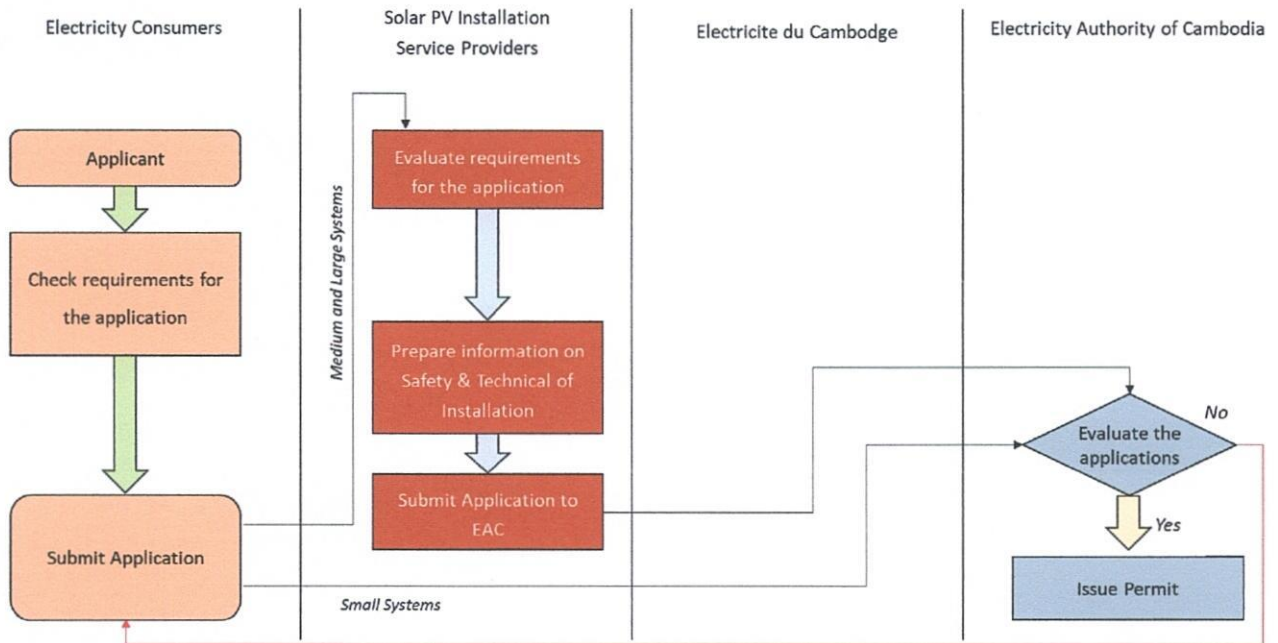 Electricity Consumers
Solar PV Installation
Service Providers
Electricite du Cambodge
Electricity Authority of Cambodia
Applicant
Check requirements for
the application
Submit Application
Medium and Large Systems
Small Systems
Evaluate requirements
for the application
Prepare information on
Safety & Technical of
Installation
Submit Application to
EAC
Evaluate the
applications
No
Yes
Issue Permit